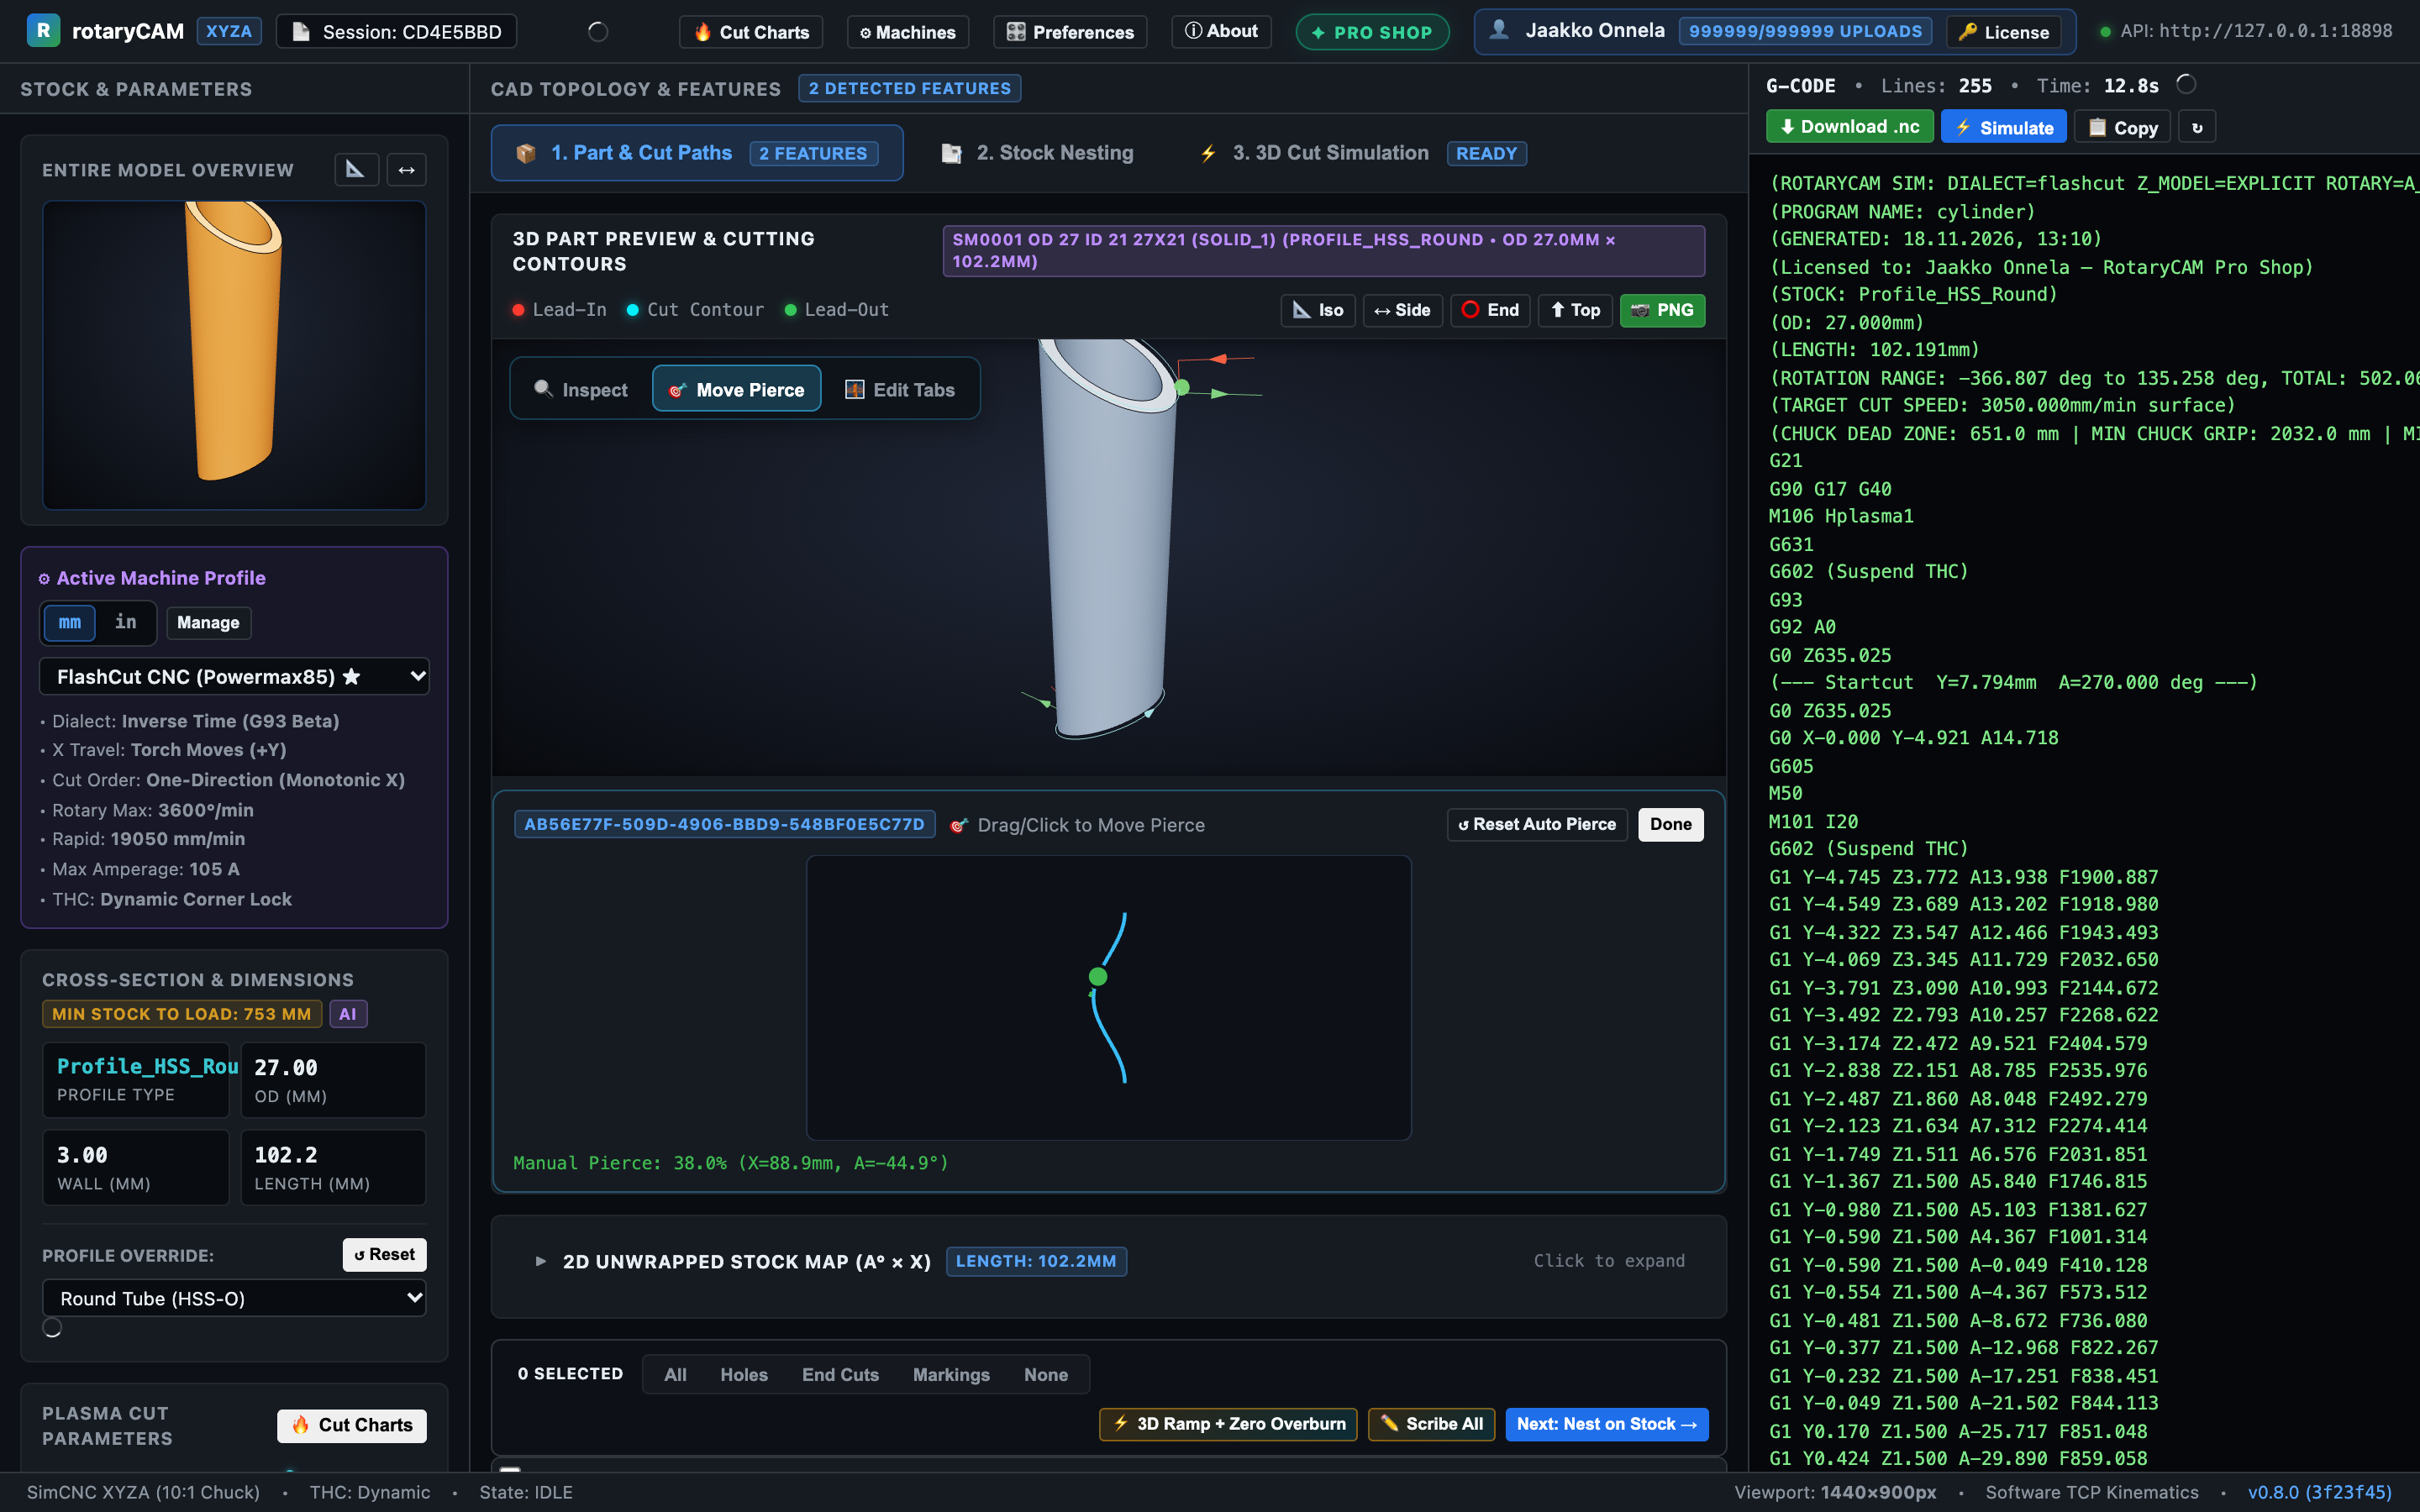 R rotaryCAM XYZA Session: CD4E5BBD Cut Charts Machines Preferences About PRO SHOP Jaakko Onnela 999999/999999 UPLOADS License API: http://127.0.0.1:18898
STOCK & PARAMETERS
ENTIRE MODEL OVERVIEW
Active Machine Profile
mm in Manage
FlashCut CNC (Powermax85) ★
• Dialect: Inverse Time (G93 Beta)
• X Travel: Torch Moves (+Y)
• Cut Order: One-Direction (Monotonic X)
• Rotary Max: 3600°/min
• Rapid: 19050 mm/min
• Max Amperage: 105 A
• THC: Dynamic Corner Lock
CROSS-SECTION & DIMENSIONS
MIN STOCK TO LOAD: 753 MM AI
Profile_HSS_Rou
PROFILE TYPE
27.00
OD (MM)
3.00
WALL (MM)
102.2
LENGTH (MM)
PROFILE OVERRIDE: ↺ Reset
Round Tube (HSS-O)
PLASMA CUT
PARAMETERS
Cut Charts
CAD TOPOLOGY & FEATURES 2 DETECTED FEATURES
1. Part & Cut Paths 2 FEATURES 2. Stock Nesting 3. 3D Cut Simulation READY
3D PART PREVIEW & CUTTING
CONTOURS
SM0001 OD 27 ID 21 27X21 (SOLID_1) (PROFILE_HSS_ROUND • OD 27.0MM ×
102.2MM)
Lead-In Cut Contour Lead-Out Iso ↔ Side End ⬆ Top PNG
Inspect Move Pierce Edit Tabs
AB56E77F-509D-4906-BBD9-548BF0E5C77D Drag/Click to Move Pierce ↺ Reset Auto Pierce Done
Manual Pierce: 38.0% (X=88.9mm, A=-44.9°)
▶ 2D UNWRAPPED STOCK MAP (A° × X) LENGTH: 102.2MM Click to expand
0 SELECTED All Holes End Cuts Markings None
3D Ramp + Zero Overburn Scribe All Next: Nest on Stock →
G-CODE • Lines: 255 • Time: 12.8s
⬇ Download .nc Simulate Copy ↻
(ROTARYCAM SIM: DIALECT=flashcut Z_MODEL=EXPLICIT ROTARY=A_
(PROGRAM NAME: cylinder)
(GENERATED: 18.11.2026, 13:10)
(Licensed to: Jaakko Onnela — RotaryCAM Pro Shop)
(STOCK: Profile_HSS_Round)
(OD: 27.000mm)
(LENGTH: 102.191mm)
(ROTATION RANGE: -366.807 deg to 135.258 deg, TOTAL: 502.06
(TARGET CUT SPEED: 3050.000mm/min surface)
(CHUCK DEAD ZONE: 651.0 mm | MIN CHUCK GRIP: 2032.0 mm | MI
G21
G90 G17 G40
M106 Hplasma1
G631
G602 (Suspend THC)
G93
G92 A0
G0 Z635.025
(--- Startcut  Y=7.794mm  A=270.000 deg ---)
G0 Z635.025
G0 X-0.000 Y-4.921 A14.718
G605
M50
M101 I20
G602 (Suspend THC)
G1 Y-4.745 Z3.772 A13.938 F1900.887
G1 Y-4.549 Z3.689 A13.202 F1918.980
G1 Y-4.322 Z3.547 A12.466 F1943.493
G1 Y-4.069 Z3.345 A11.729 F2032.650
G1 Y-3.791 Z3.090 A10.993 F2144.672
G1 Y-3.492 Z2.793 A10.257 F2268.622
G1 Y-3.174 Z2.472 A9.521 F2404.579
G1 Y-2.838 Z2.151 A8.785 F2535.976
G1 Y-2.487 Z1.860 A8.048 F2492.279
G1 Y-2.123 Z1.634 A7.312 F2274.414
G1 Y-1.749 Z1.511 A6.576 F2031.851
G1 Y-1.367 Z1.500 A5.840 F1746.815
G1 Y-0.980 Z1.500 A5.103 F1381.627
G1 Y-0.590 Z1.500 A4.367 F1001.314
G1 Y-0.590 Z1.500 A-0.049 F410.128
G1 Y-0.554 Z1.500 A-4.367 F573.512
G1 Y-0.481 Z1.500 A-8.672 F736.080
G1 Y-0.377 Z1.500 A-12.968 F822.267
G1 Y-0.232 Z1.500 A-17.251 F838.451
G1 Y-0.049 Z1.500 A-21.502 F844.113
G1 Y0.170 Z1.500 A-25.717 F851.048
G1 Y0.424 Z1.500 A-29.890 F859.058
SimCNC XYZA (10:1 Chuck) • THC: Dynamic • State: IDLE Viewport: 1440×900px • Software TCP Kinematics • v0.8.0 (3f23f45)